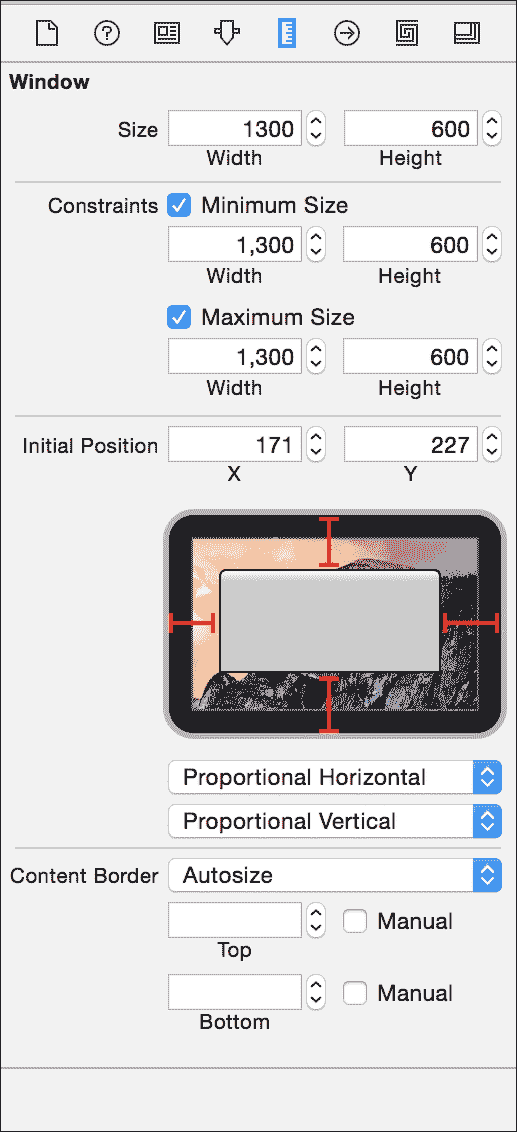 Window
Size 1300 600
Width Height
Constraints Minimum Size
1,300 600
Width Height
Maximum Size
1,300 600
Width Height
Initial Position 171 227
X Y
Proportional Horizontal
Proportional Vertical
Content Border Autosize
Manual
Top
Manual
Bottom